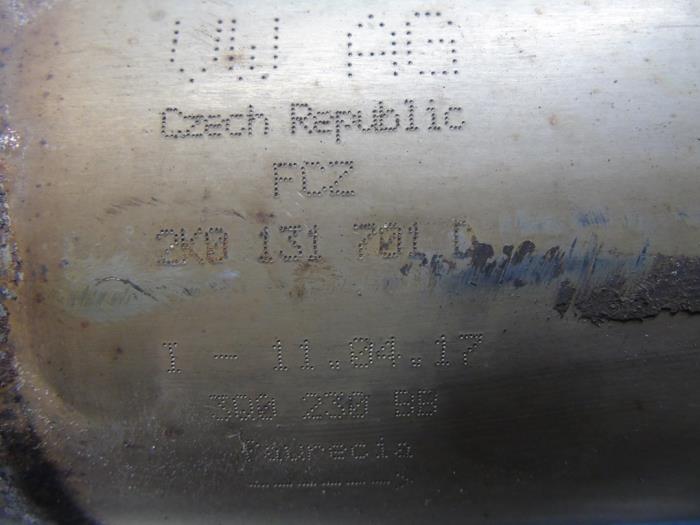 VW AG
Czech Republic
FCZ
2K0 131 701 D
I - 11.04.17
3Q0 230 BB
Faurecia